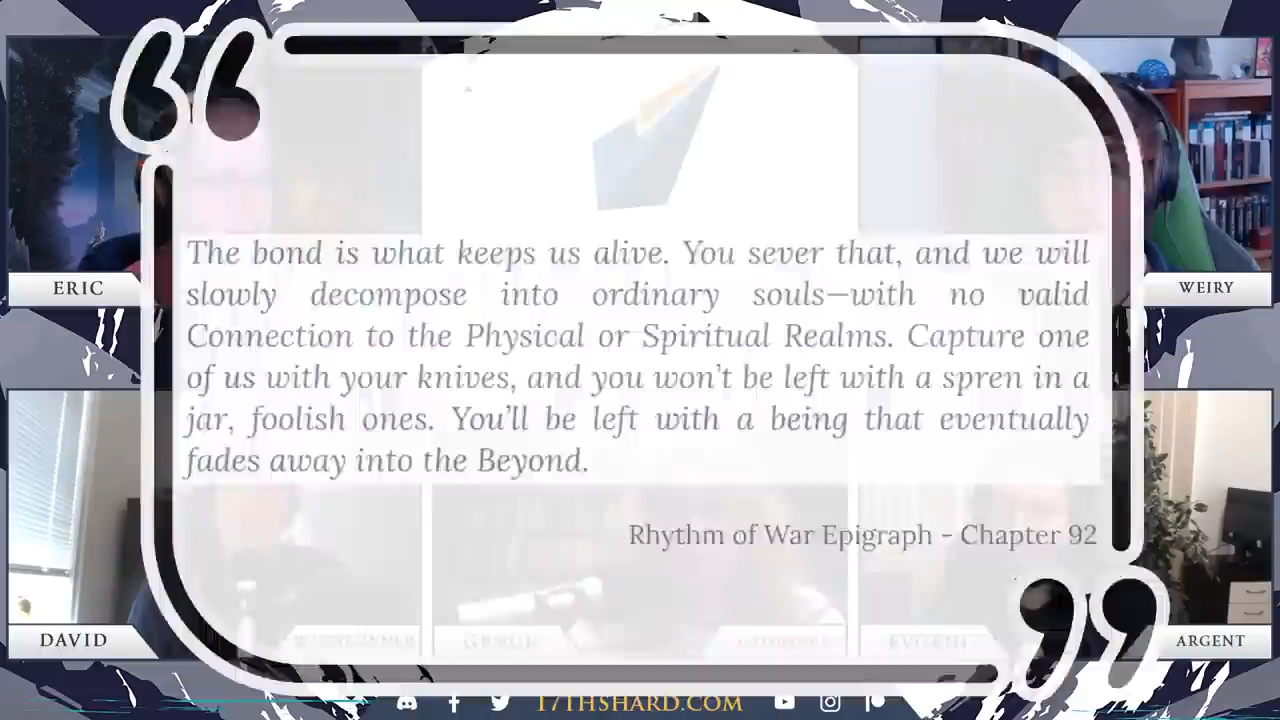 The bond is what keeps us alive. You sever that, and we will
slowly decompose into ordinary souls—with no valid
Connection to the Physical or Spiritual Realms. Capture one
of us with your knives, and you won't be left with a spren in a
jar, foolish ones. You'll be left with a being that eventually
fades away into the Beyond.
Rhythm of War Epigraph - Chapter 92
ERIC
WEIRY
DAVID
ARGENT
17THSHARD.COM